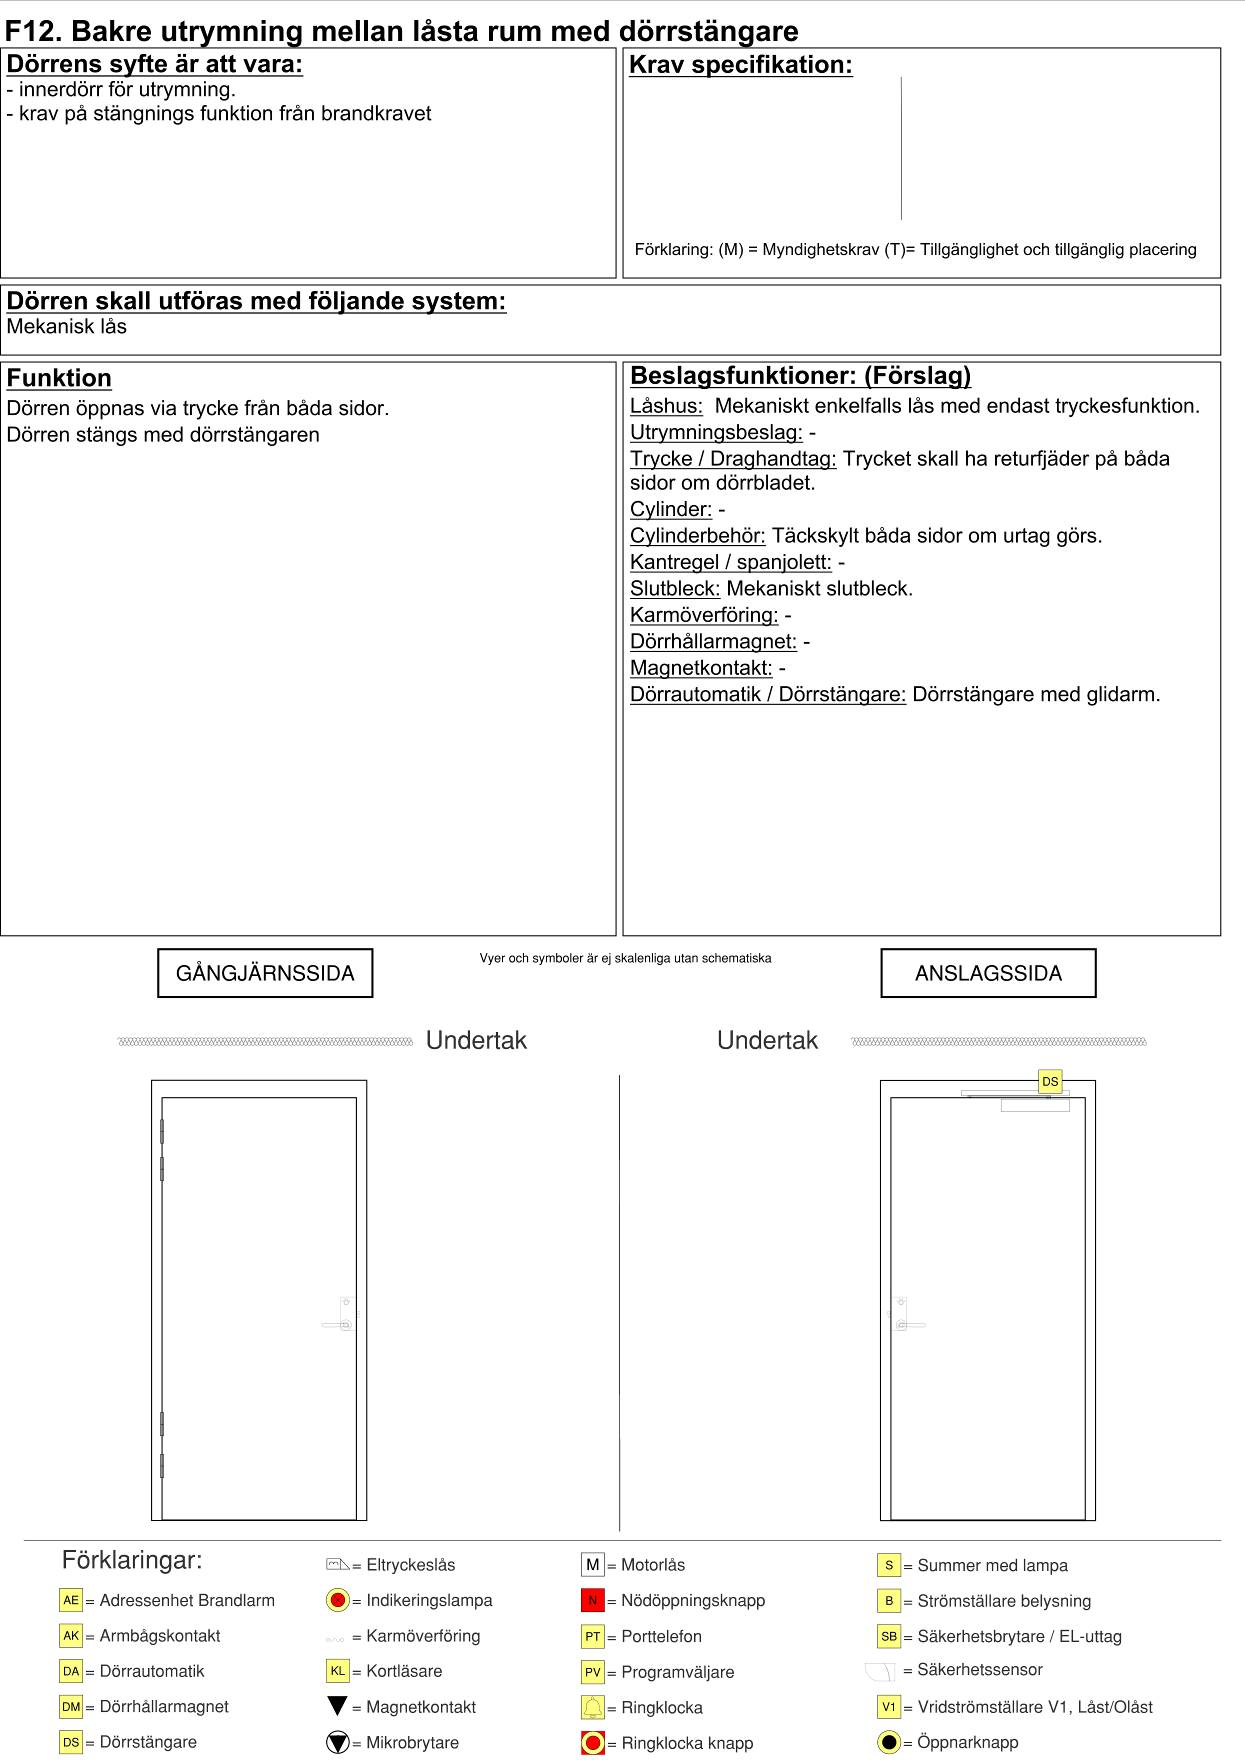 F12. Bakre utrymning mellan låsta rum med dörrstängare
Dörrens syfte är att vara:
- innerdörr för utrymning.
- krav på stängnings funktion från brandkravet
Krav specifikation:
Förklaring: (M) = Myndighetskrav (T)= Tillgänglighet och tillgänglig placering
Dörren skall utföras med följande system:
Mekanisk lås
Funktion
Dörren öppnas via trycke från båda sidor.
Dörren stängs med dörrstängaren
Beslagsfunktioner: (Förslag)
Låshus: Mekaniskt enkelfalls lås med endast tryckesfunktion.
Utrymningsbeslag: -
Trycke / Draghandtag: Trycket skall ha returfjäder på båda
sidor om dörrbladet.
Cylinder: -
Cylinderbehör: Täckskylt båda sidor om urtag görs.
Kantregel / spanjolett: -
Slutbleck: Mekaniskt slutbleck.
Karmöverföring: -
Dörrhållarmagnet: -
Magnetkontakt: -
Dörrautomatik / Dörrstängare: Dörrstängare med glidarm.
GÅNGJÄRNSSIDA
Vyer och symboler är ej skalenliga utan schematiska
ANSLAGSSIDA
Undertak
Undertak
DS
Förklaringar:
AE = Adressenhet Brandlarm
AK = Armbågskontakt
DA = Dörrautomatik
DM = Dörrhållarmagnet
DS = Dörrstängare
= Eltryckeslås
= Indikeringslampa
= Karmöverföring
KL = Kortläsare
= Magnetkontakt
= Mikrobrytare
M = Motorlås
N = Nödöppningsknapp
PT = Porttelefon
PV = Programväljare
= Ringklocka
= Ringklocka knapp
S = Summer med lampa
B = Strömställare belysning
SB = Säkerhetsbrytare / EL-uttag
= Säkerhetssensor
V1 = Vridströmställare V1, Låst/Olåst
= Öppnarknapp